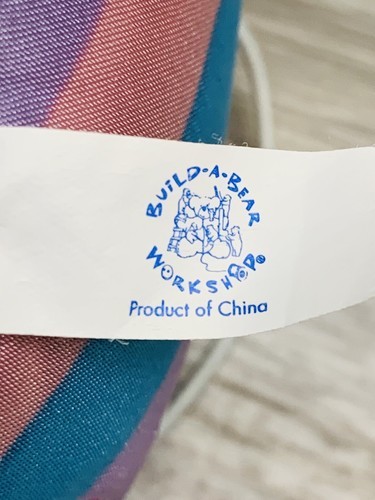 BUILD-A-BEAR
WORKSHOP®
Product of China